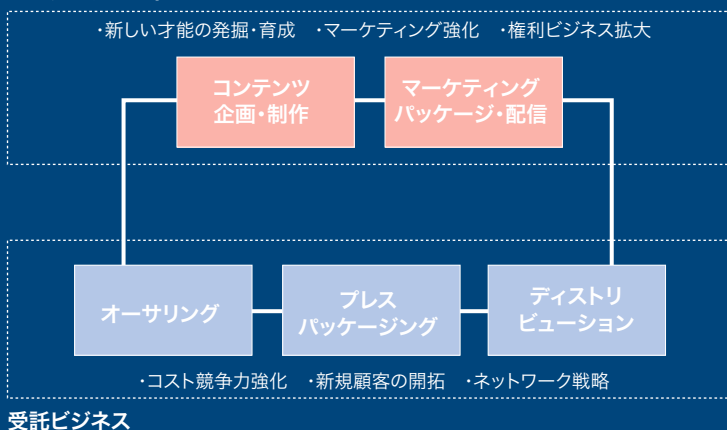 ・新しい才能の発掘・育成　・マーケティング強化　・権利ビジネス拡大
コンテンツ
企画・制作
マーケティング
パッケージ・配信
オーサリング
プレス
パッケージング
ディストリ
ビューション
・コスト競争力強化　・新規顧客の開拓　・ネットワーク戦略
受託ビジネス